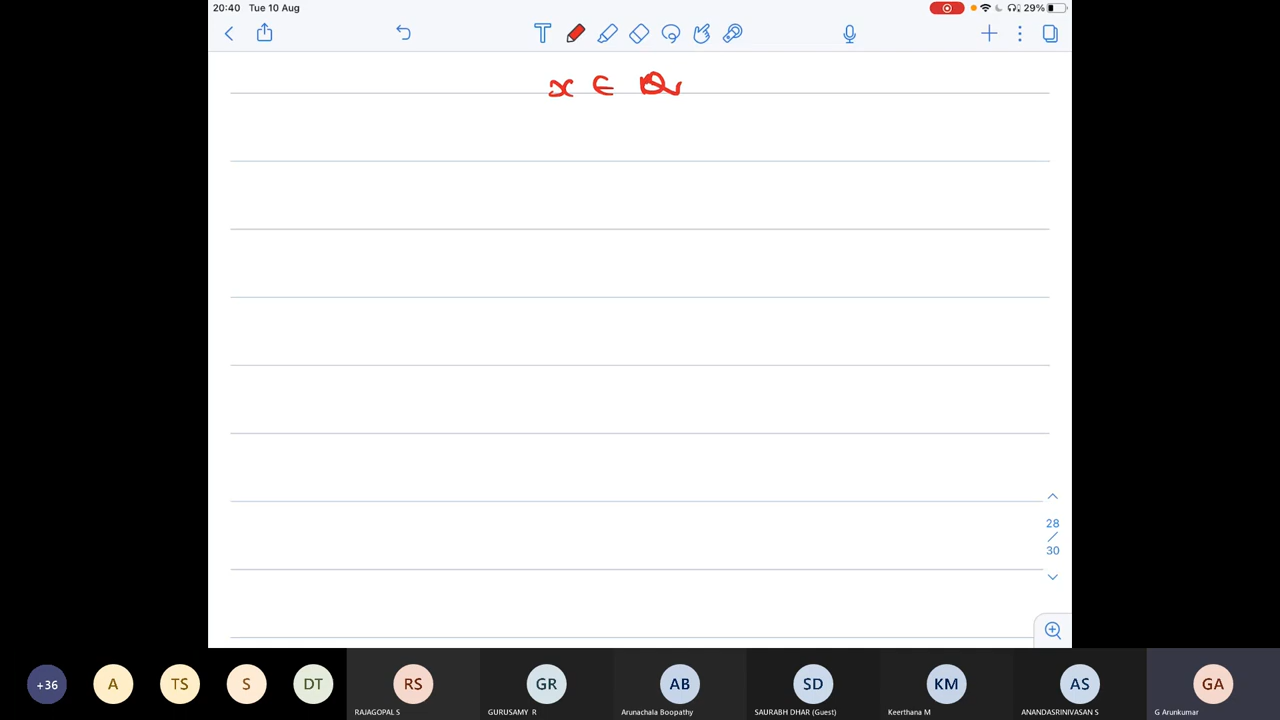 20:40 Tue 10 Aug 29%
T
x ∈ Q
28
/
30
+36 A TS S DT RS GR AB SD KM AS GA
RAJAGOPAL S GURUSAMY R Arunachala Boopathy SAURABH DHAR (Guest) Keerthana M ANANDASRINIVASAN S G Arunkumar